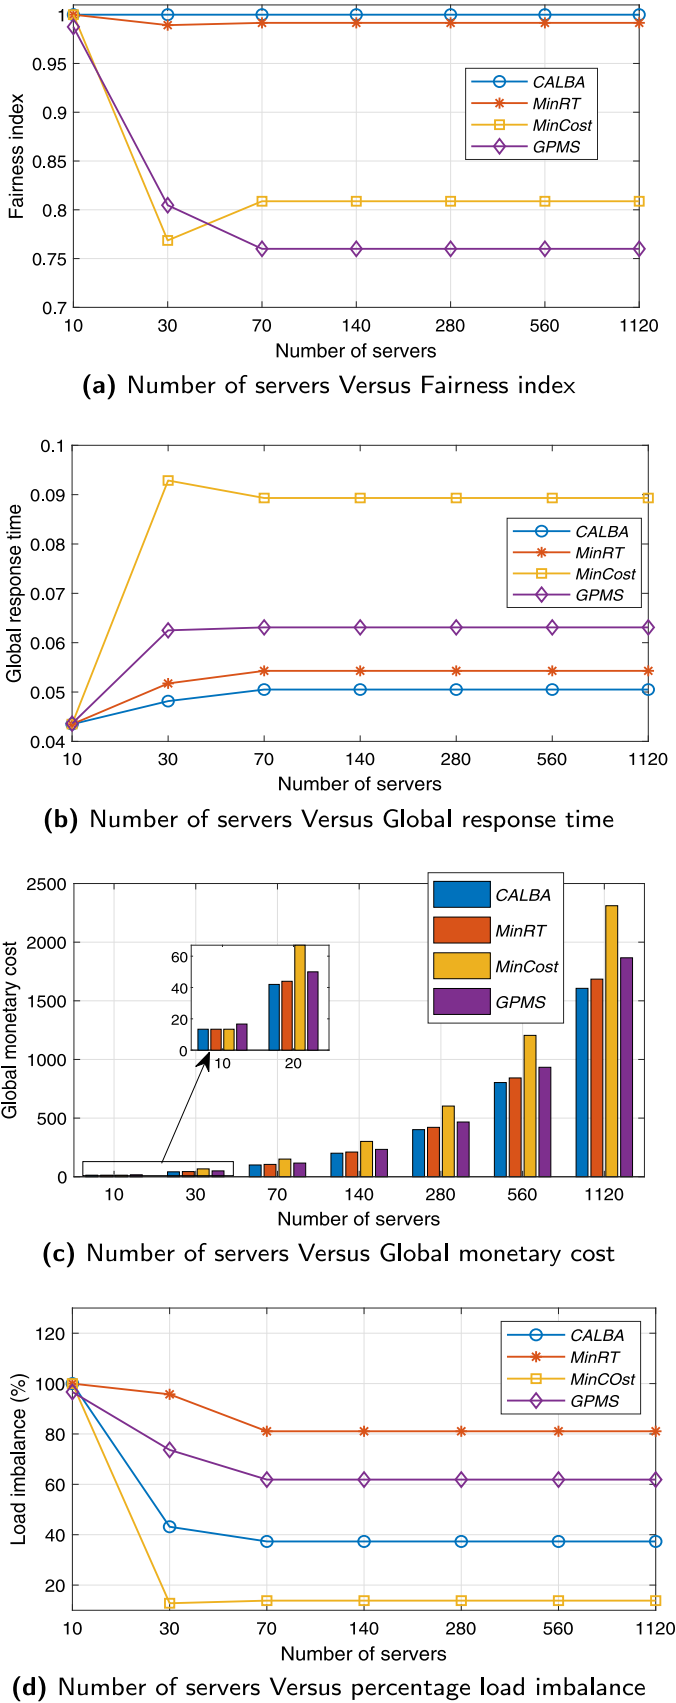 1
0.95
0.9
0.85
0.8
0.75
0.7
Fairness index
CALBA
MinRT
MinCost
GPMS
10 30 70 140 280 560 1120
Number of servers
(a) Number of servers Versus Fairness index
0.1
0.09
0.08
0.07
0.06
0.05
0.04
Global response time
CALBA
MinRT
MinCost
GPMS
10 30 70 140 280 560 1120
Number of servers
(b) Number of servers Versus Global response time
2500
2000
1500
1000
500
0
Global monetary cost
60
40
20
0
10 20
CALBA
MinRT
MinCost
GPMS
10 30 70 140 280 560 1120
Number of servers
(c) Number of servers Versus Global monetary cost
120
100
80
60
40
20
Load imbalance (%)
CALBA
MinRT
MinCOst
GPMS
10 30 70 140 280 560 1120
Number of servers
(d) Number of servers Versus percentage load imbalance